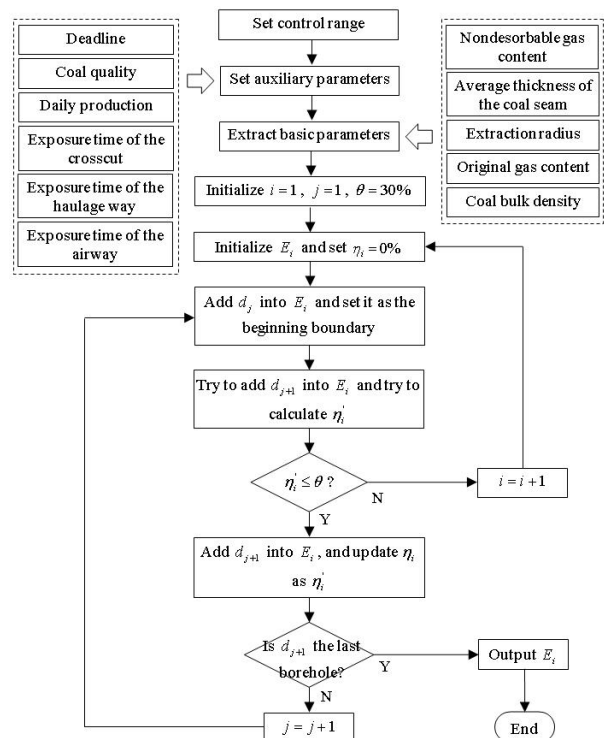 Deadline
Coal quality
Daily production
Exposure time of the
crosscut
Exposure time of the
haulage way
Exposure time of the
airway
Set control range
Set auxiliary parameters
Extract basic parameters
Nondesorbable gas
content
Average thickness of
the coal seam
Extraction radius
Original gas content
Coal bulk density
Initialize i=1, j=1, θ=30%
Initialize E_i and set η_i=0%
Add d_j into E_i and set it as the
beginning boundary
Try to add d_{j+1} into E_i and try to
calculate η_i'
η_i' ≤ θ ?
N
i = i+1
Y
Add d_{j+1} into E_i, and update η_i
as η_i'
Is d_{j+1} the last
borehole?
Y
Output E_i
N
j = j+1
End